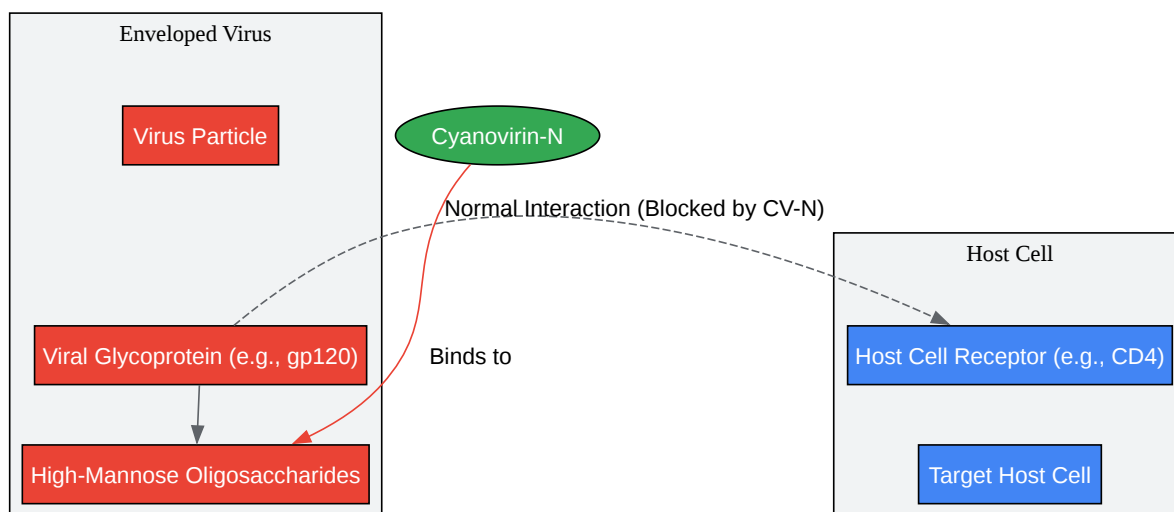 Enveloped Virus
Virus Particle
Cyanovirin-N
Normal Interaction (Blocked by CV-N)
Host Cell
Viral Glycoprotein (e.g., gp120)
Host Cell Receptor (e.g., CD4)
Binds to
High-Mannose Oligosaccharides
Target Host Cell